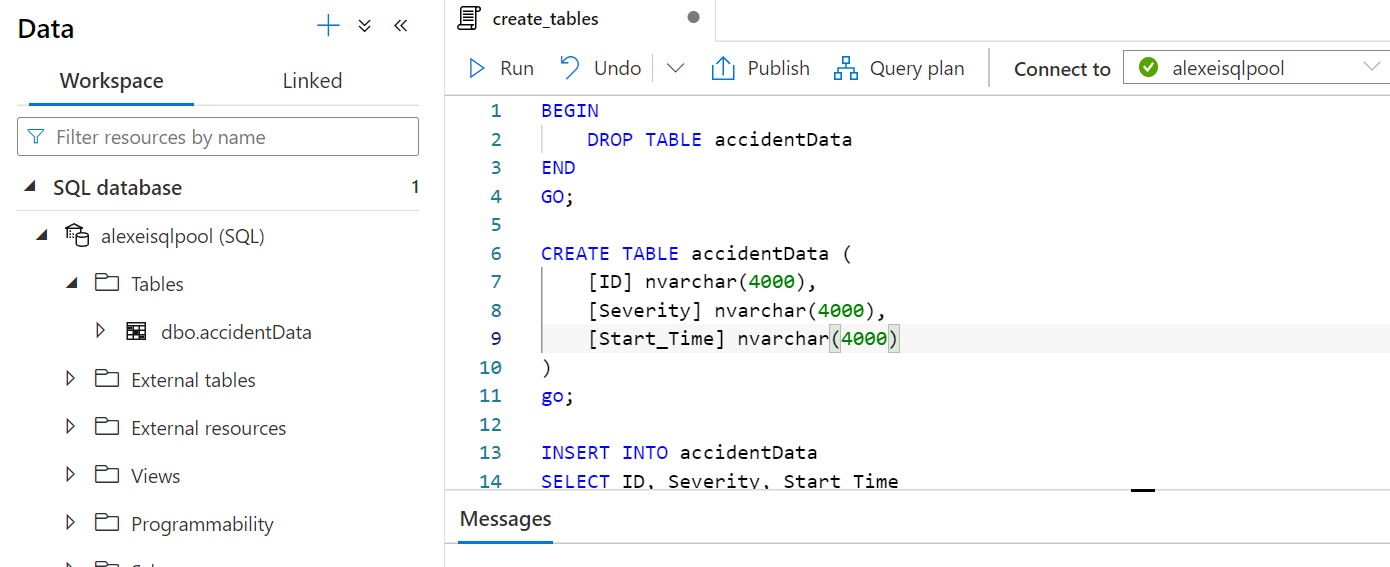 Data
Workspace Linked
Filter resources by name
SQL database 1
alexeisqlpool (SQL)
Tables
dbo.accidentData
External tables
External resources
Views
Programmability
create_tables
Run Undo Publish Query plan Connect to alexeisqlpool
1 BEGIN
2 DROP TABLE accidentData
3 END
4 GO;
5
6 CREATE TABLE accidentData (
7 [ID] nvarchar(4000),
8 [Severity] nvarchar(4000),
9 [Start_Time] nvarchar(4000)
10 )
11 go;
12
13 INSERT INTO accidentData
14 SELECT ID, Severity, Start_Time
Messages